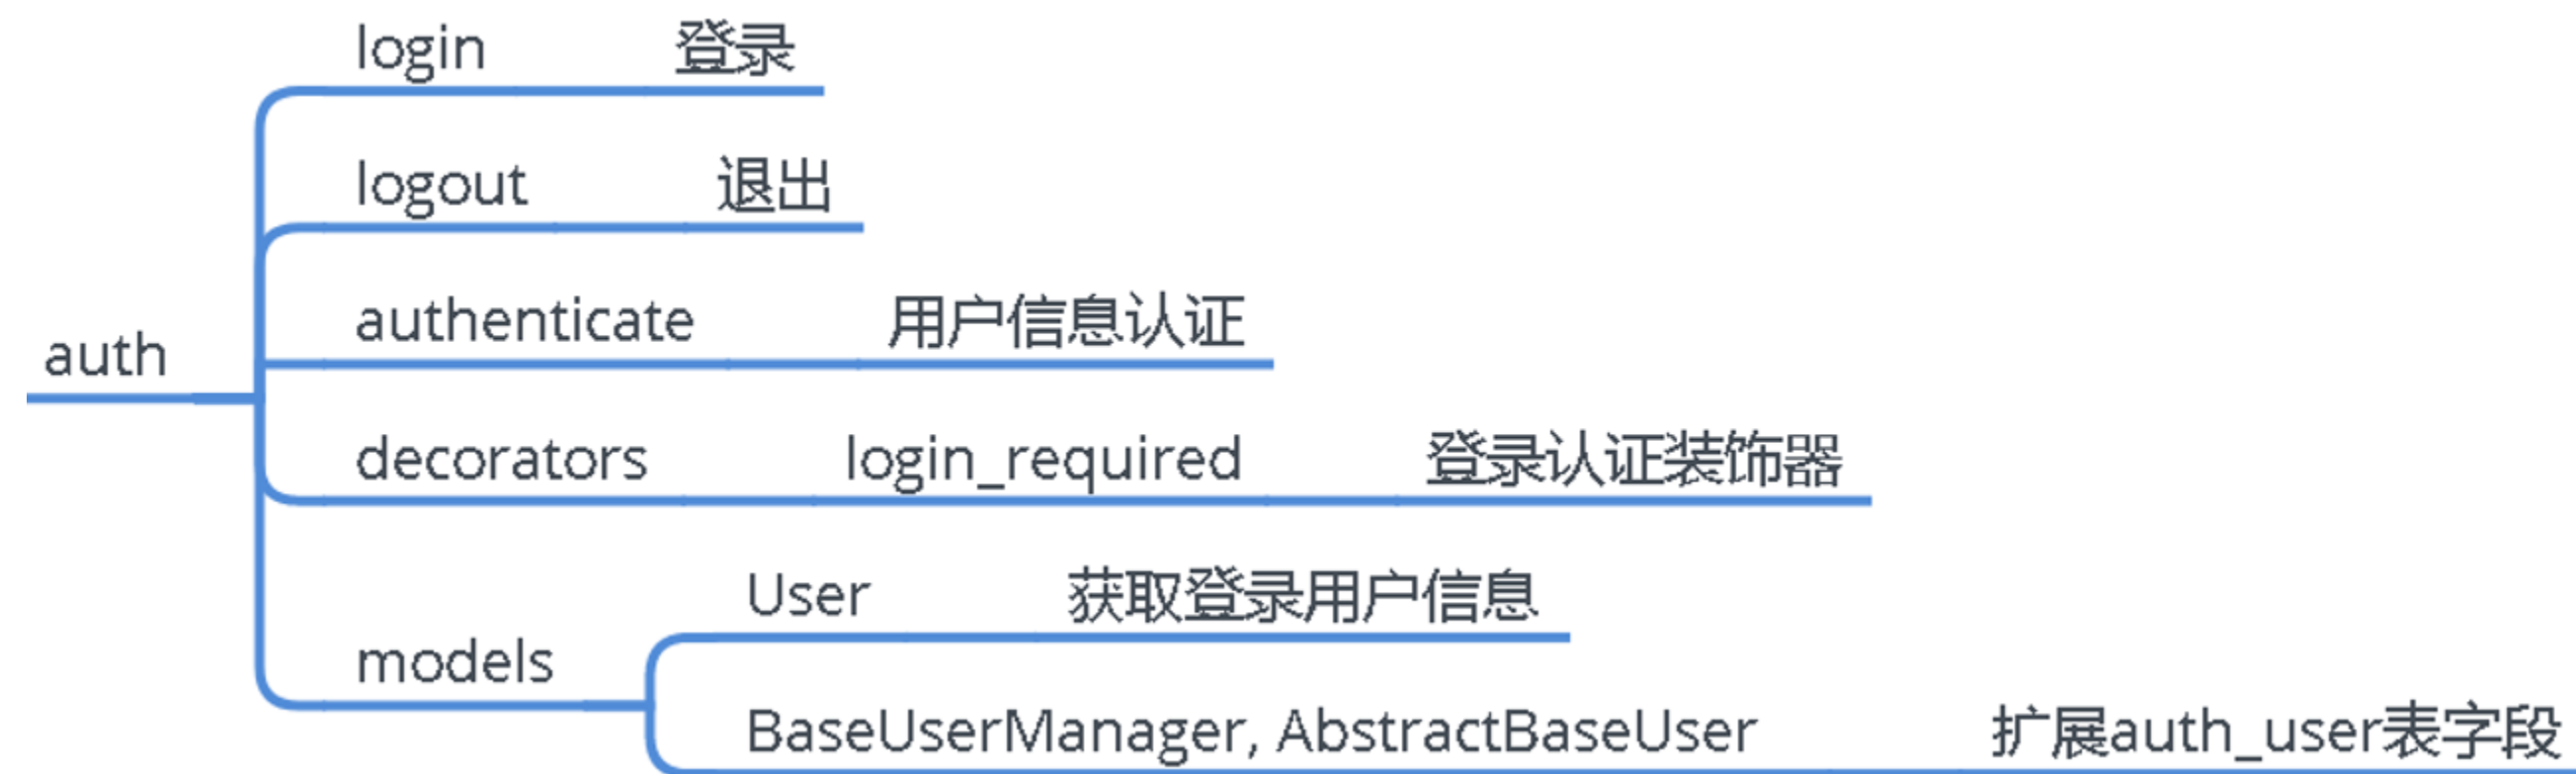 login 登录
logout 退出
authenticate 用户信息认证
auth
decorators login_required 登录认证装饰器
User 获取登录用户信息
models
BaseUserManager, AbstractBaseUser 扩展auth_user表字段